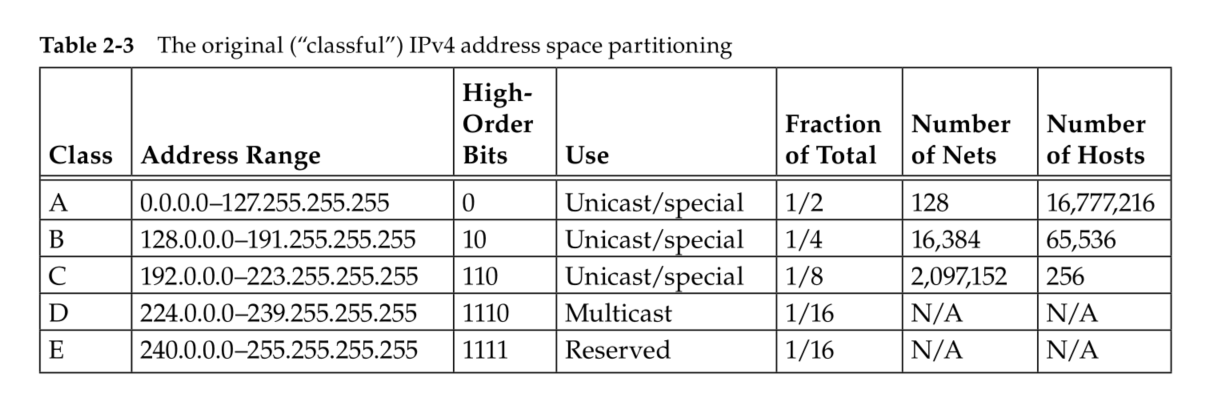 Table 2-3 The original (“classful”) IPv4 address space partitioning
Class Address Range High-Order Bits Use Fraction of Total Number of Nets Number of Hosts
A 0.0.0.0–127.255.255.255 0 Unicast/special 1/2 128 16,777,216
B 128.0.0.0–191.255.255.255 10 Unicast/special 1/4 16,384 65,536
C 192.0.0.0–223.255.255.255 110 Unicast/special 1/8 2,097,152 256
D 224.0.0.0–239.255.255.255 1110 Multicast 1/16 N/A N/A
E 240.0.0.0–255.255.255.255 1111 Reserved 1/16 N/A N/A